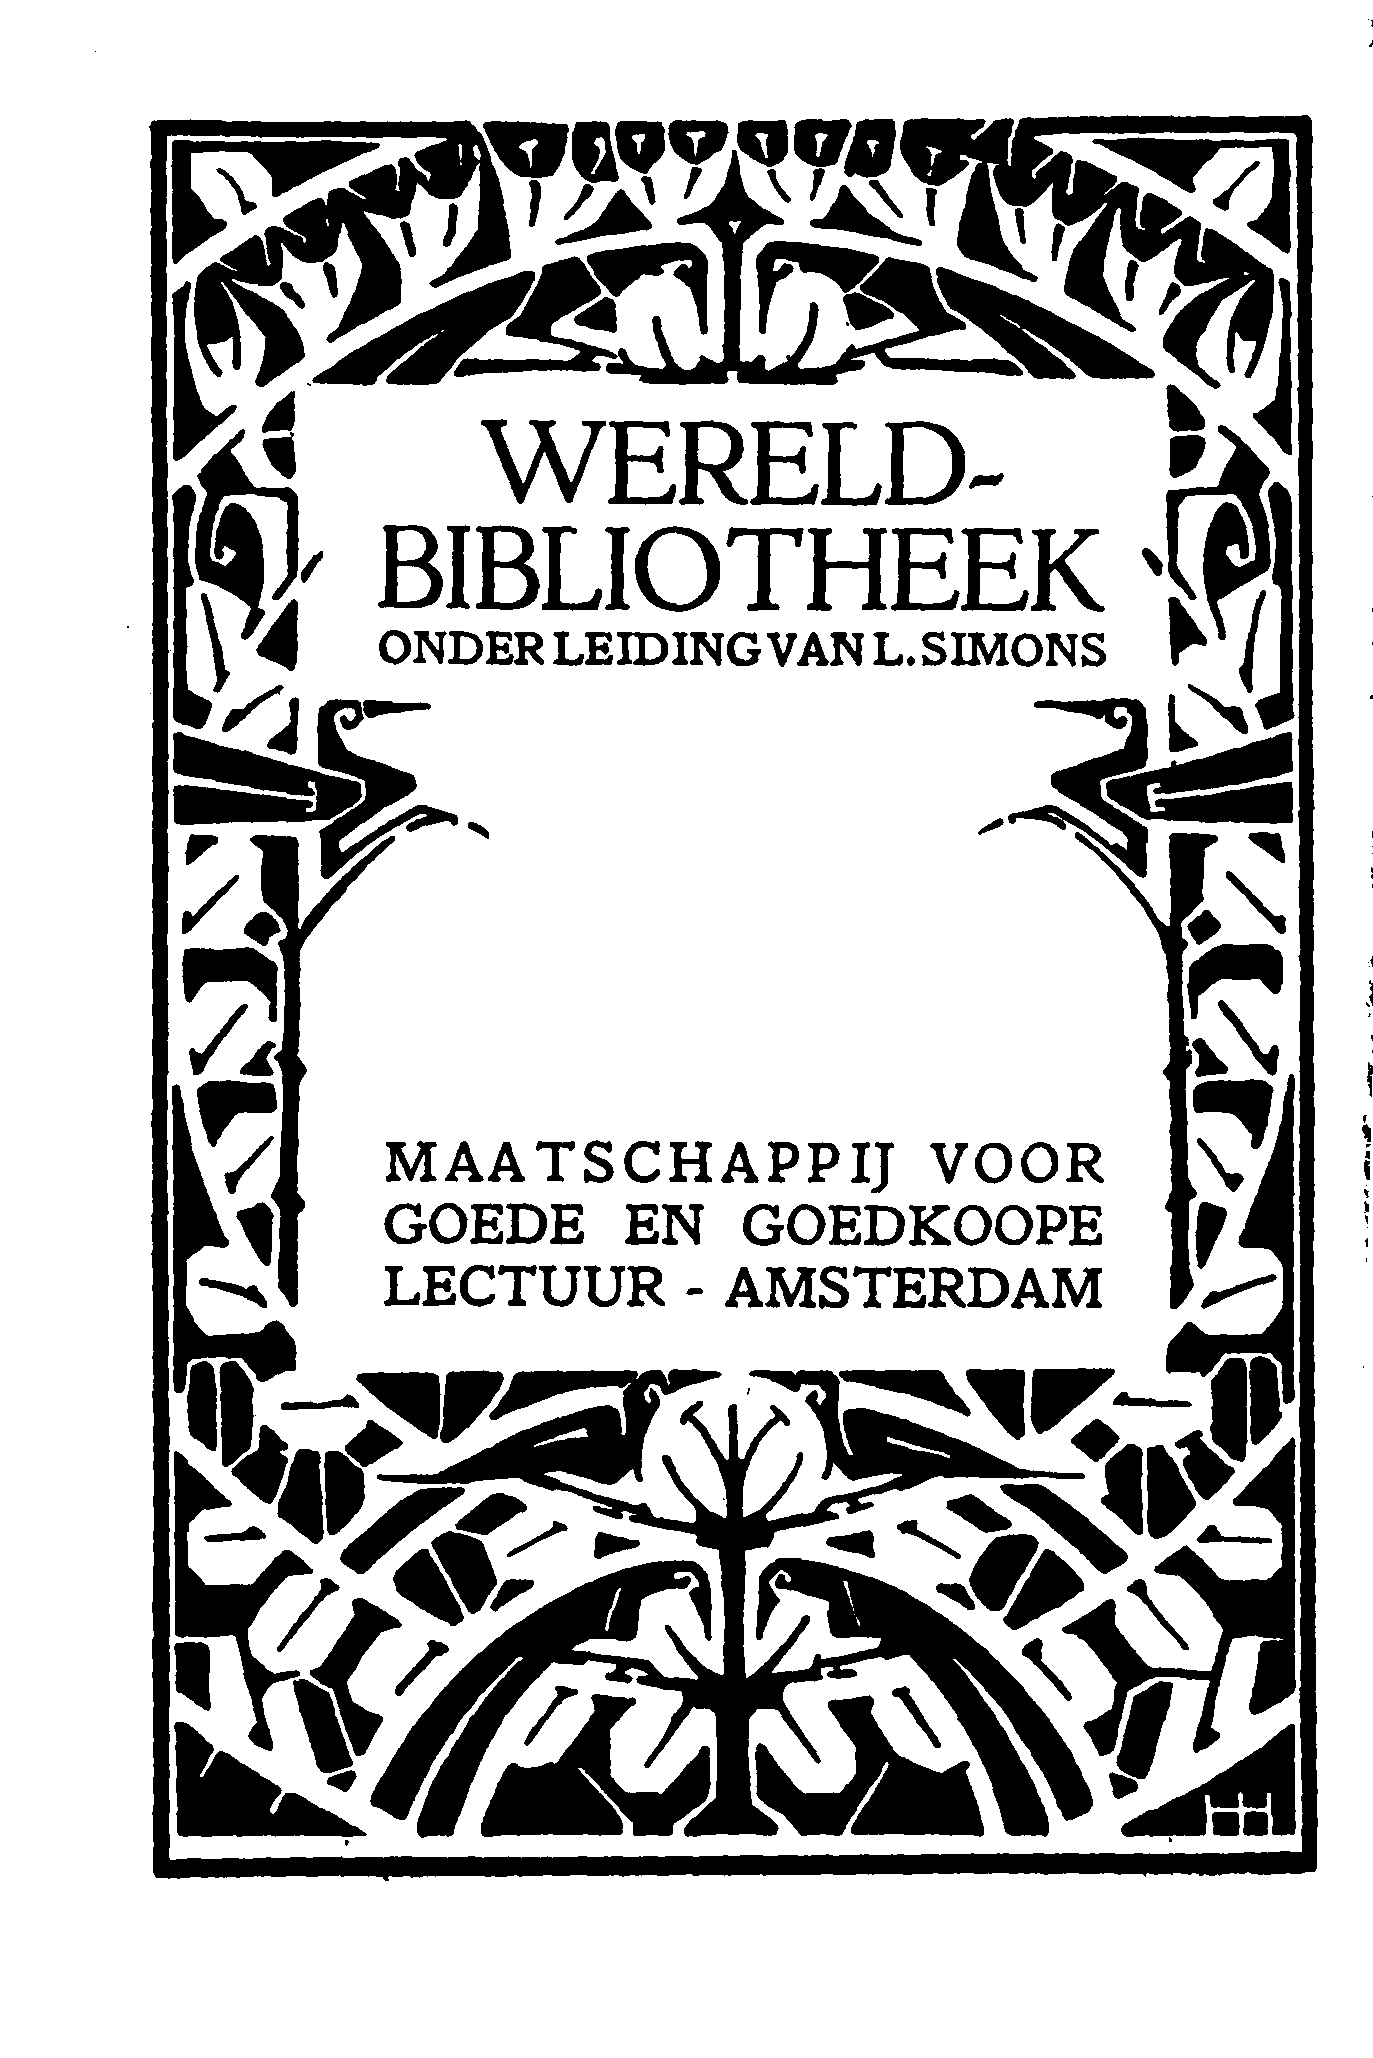 WERELD-
BIBLIOTHEEK
ONDER LEIDING VAN L. SIMONS
MAATSCHAPPIJ VOOR
GOEDE EN GOEDKOOPE
LECTUUR - AMSTERDAM